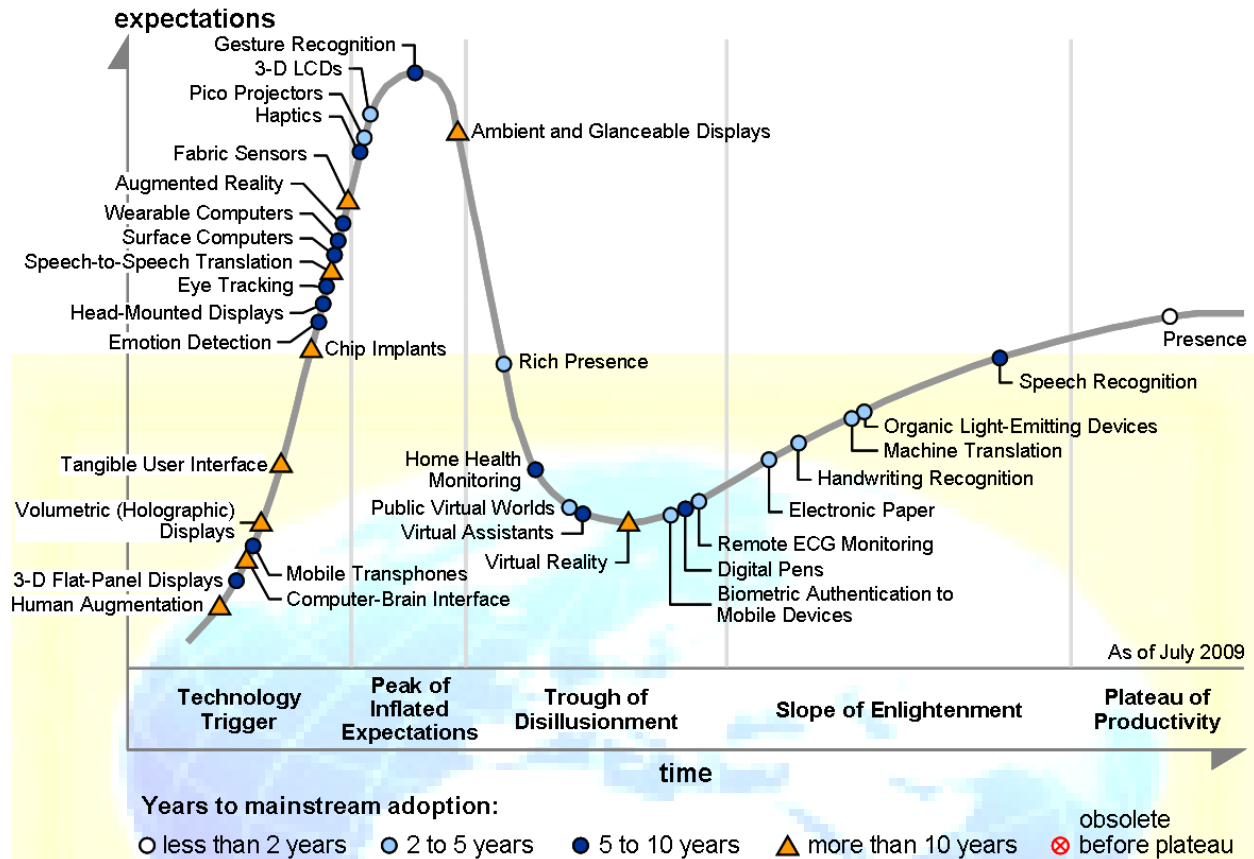 expectations
Gesture Recognition
3-D LCDs
Pico Projectors
Haptics
Ambient and Glanceable Displays
Fabric Sensors
Augmented Reality
Wearable Computers
Surface Computers
Speech-to-Speech Translation
Eye Tracking
Head-Mounted Displays
Emotion Detection
Chip Implants
Rich Presence
Presence
Speech Recognition
Organic Light-Emitting Devices
Machine Translation
Handwriting Recognition
Electronic Paper
Tangible User Interface
Home Health
Monitoring
Volumetric (Holographic)
Displays
Public Virtual Worlds
Virtual Assistants
Virtual Reality
Remote ECG Monitoring
Digital Pens
Biometric Authentication to
Mobile Devices
3-D Flat-Panel Displays
Mobile Transphones
Human Augmentation
Computer-Brain Interface
As of July 2009
Technology
Trigger
Peak of
Inflated
Expectations
Trough of
Disillusionment
Slope of Enlightenment
Plateau of
Productivity
time
Years to mainstream adoption:
less than 2 years
2 to 5 years
5 to 10 years
more than 10 years
obsolete
before plateau